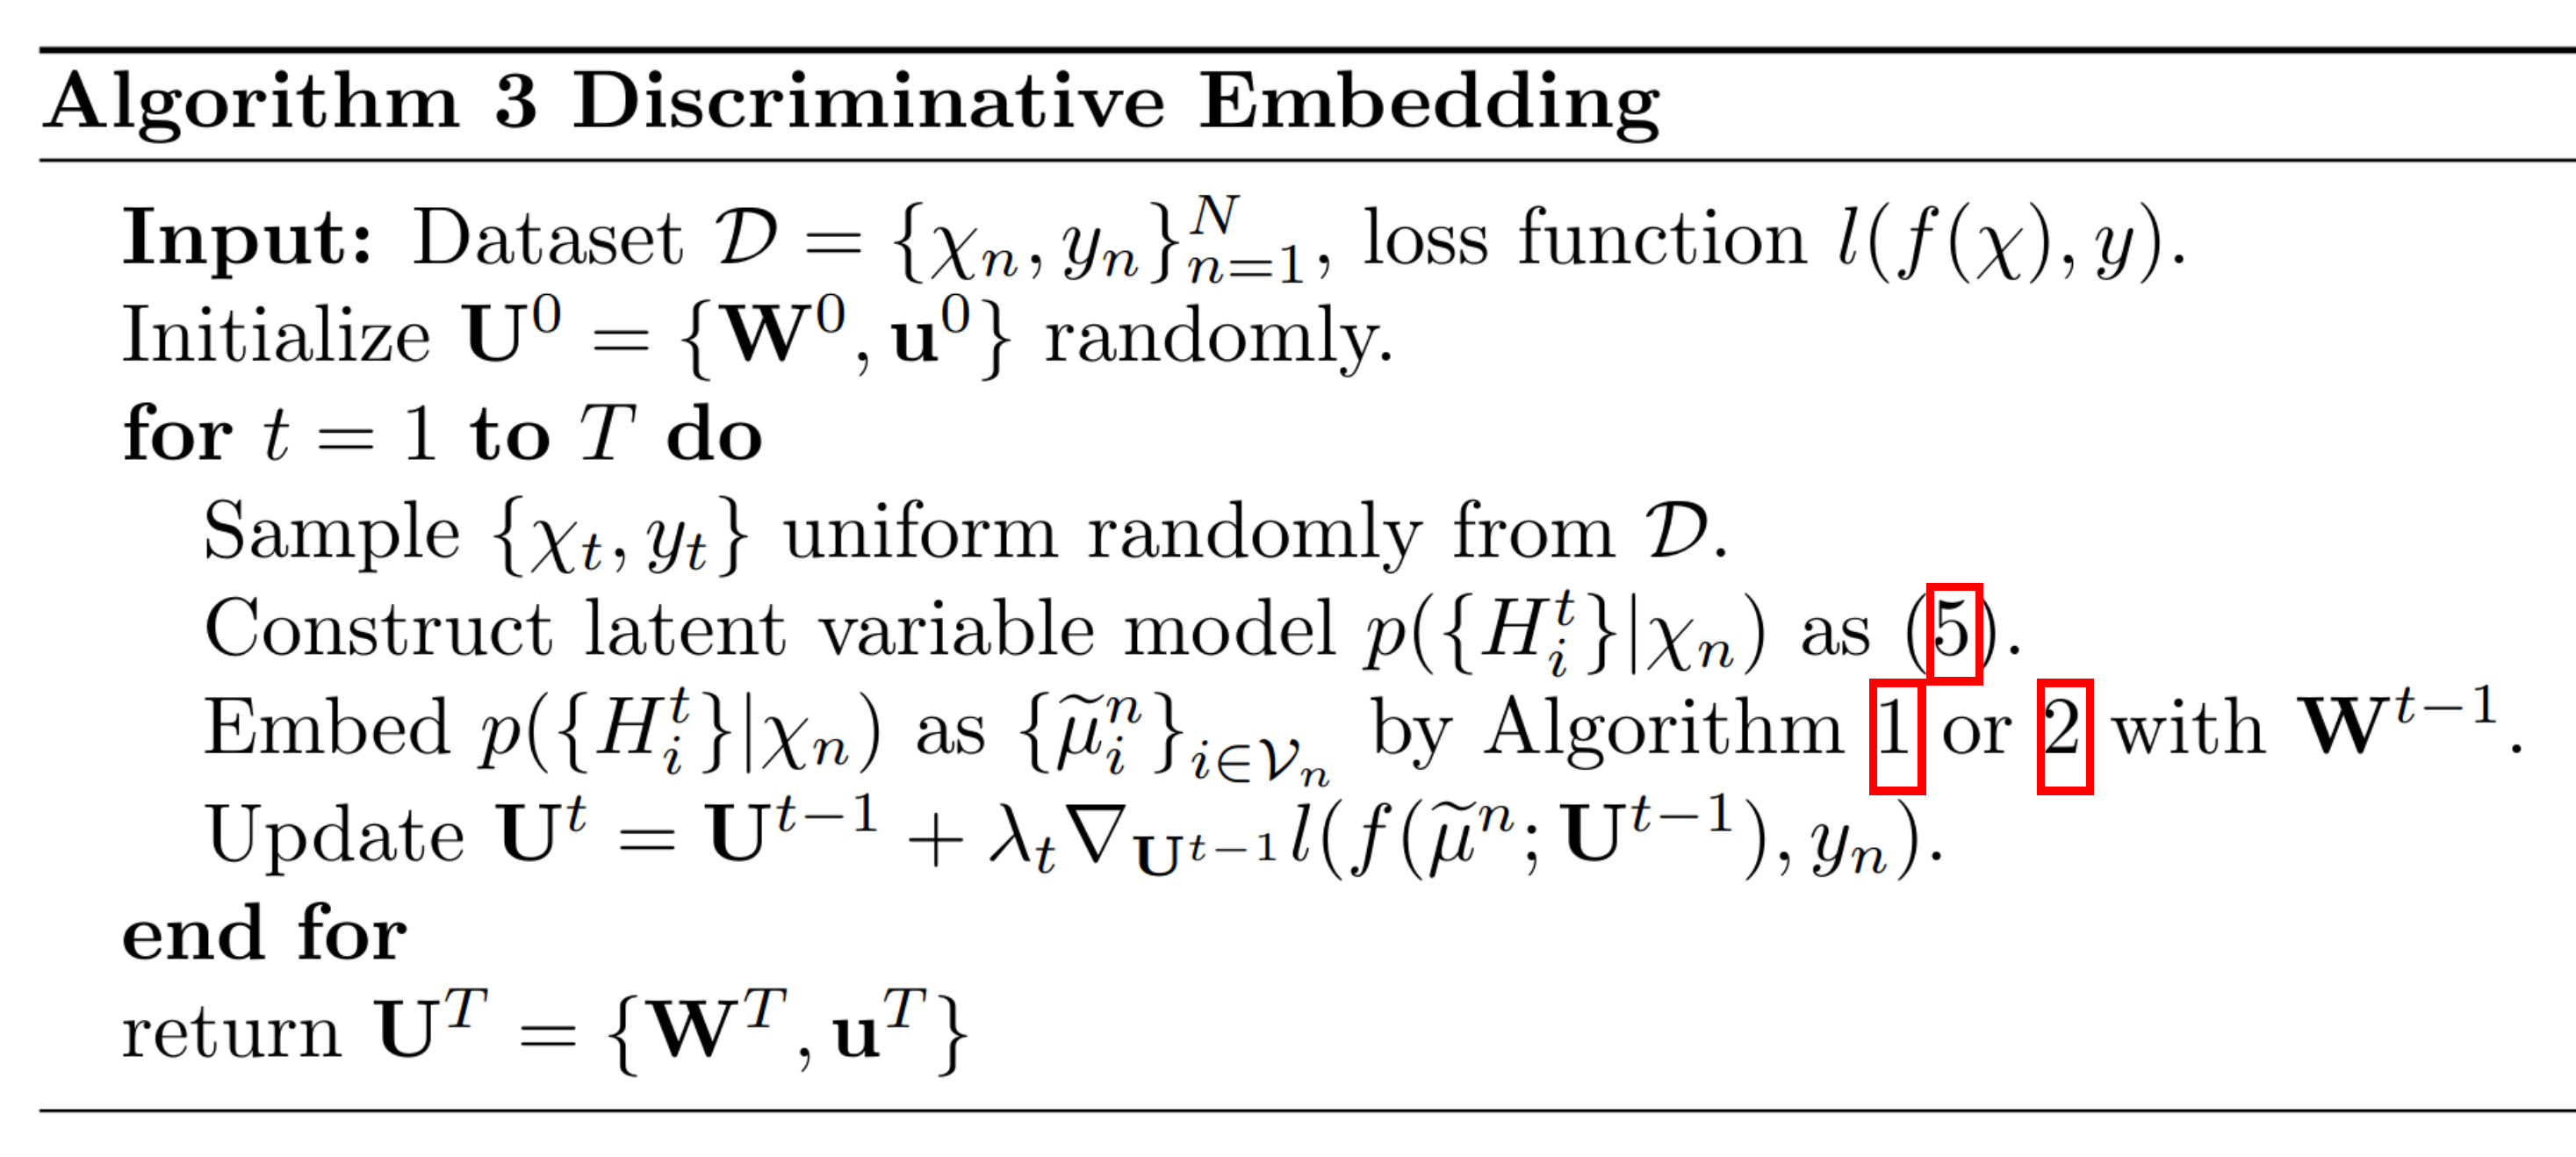 Algorithm 3 Discriminative Embedding
Input: Dataset $\mathcal{D} = \{\chi_n, y_n\}_{n=1}^{N}$, loss function $l(f(\chi), y)$.
Initialize $\mathbf{U}^0 = \{\mathbf{W}^0, \mathbf{u}^0\}$ randomly.
for $t = 1$ to $T$ do
Sample $\{\chi_t, y_t\}$ uniform randomly from $\mathcal{D}$.
Construct latent variable model $p(\{H_i^t\}|\chi_n)$ as (5).
Embed $p(\{H_i^t\}|\chi_n)$ as $\{\widetilde{\mu}_i^n\}_{i \in \mathcal{V}_n}$ by Algorithm 1 or 2 with $\mathbf{W}^{t-1}$.
Update $\mathbf{U}^t = \mathbf{U}^{t-1} + \lambda_t \nabla_{\mathbf{U}^{t-1}} l(f(\widetilde{\mu}^n; \mathbf{U}^{t-1}), y_n)$.
end for
return $\mathbf{U}^T = \{\mathbf{W}^T, \mathbf{u}^T\}$